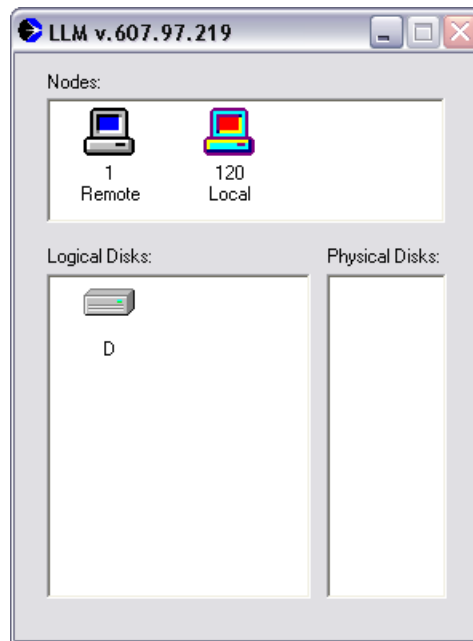 LLM v.607.97.219
Nodes:
1
Remote
120
Local
Logical Disks:
Physical Disks:
D